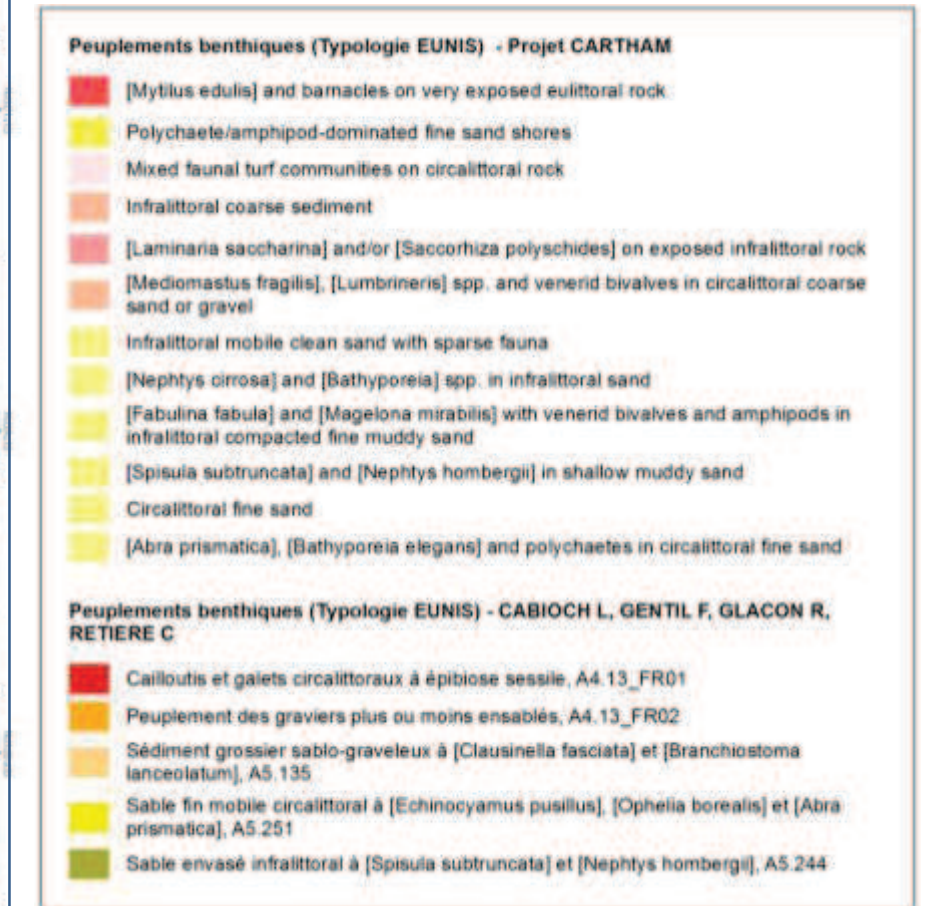 Peuplements benthiques (Typologie EUNIS) - Projet CARTHAM
[Mytilus edulis] and barnacles on very exposed eulittoral rock
Polychaete/amphipod-dominated fine sand shores
Mixed faunal turf communities on circalittoral rock
Infralittoral coarse sediment
[Laminaria saccharina] and/or [Saccorhiza polyschides] on exposed infralittoral rock
[Mediomastus fragilis], [Lumbrineris] spp. and venerid bivalves in circalittoral coarse
sand or gravel
Infralittoral mobile clean sand with sparse fauna
[Nephtys cirrosa] and [Bathyporeia] spp. in infralittoral sand
[Fabulina fabula] and [Magelona mirabilis] with venerid bivalves and amphipods in
infralittoral compacted fine muddy sand
[Spisula subtruncata] and [Nephtys hombergii] in shallow muddy sand
Circalittoral fine sand
[Abra prismatica], [Bathyporeia elegans] and polychaetes in circalittoral fine sand
Peuplements benthiques (Typologie EUNIS) - CABIOCH L, GENTIL F, GLACON R,
RETIERE C
Cailloutis et galets circalittoraux à épibiose sessile, A4.13_FR01
Peuplement des graviers plus ou moins ensablés, A4.13_FR02
Sédiment grossier sablo-graveleux à [Clausinella fasciata] et [Branchiostoma
lanceolatum], A5.135
Sable fin mobile circalittoral à [Echinocyamus pusillus], [Ophelia borealis] et [Abra
prismatica], A5.251
Sable envasé infralittoral à [Spisula subtruncata] et [Nephtys hombergii], A5.244